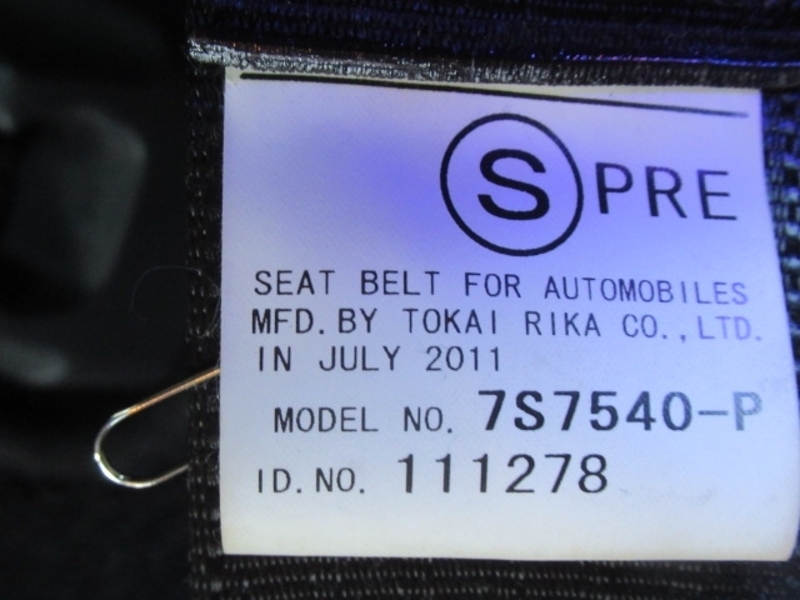 S PRE
SEAT BELT FOR AUTOMOBILES
MFD. BY TOKAI RIKA CO., LTD.
IN JULY 2011
MODEL NO. 7S7540-P
ID. NO. 111278